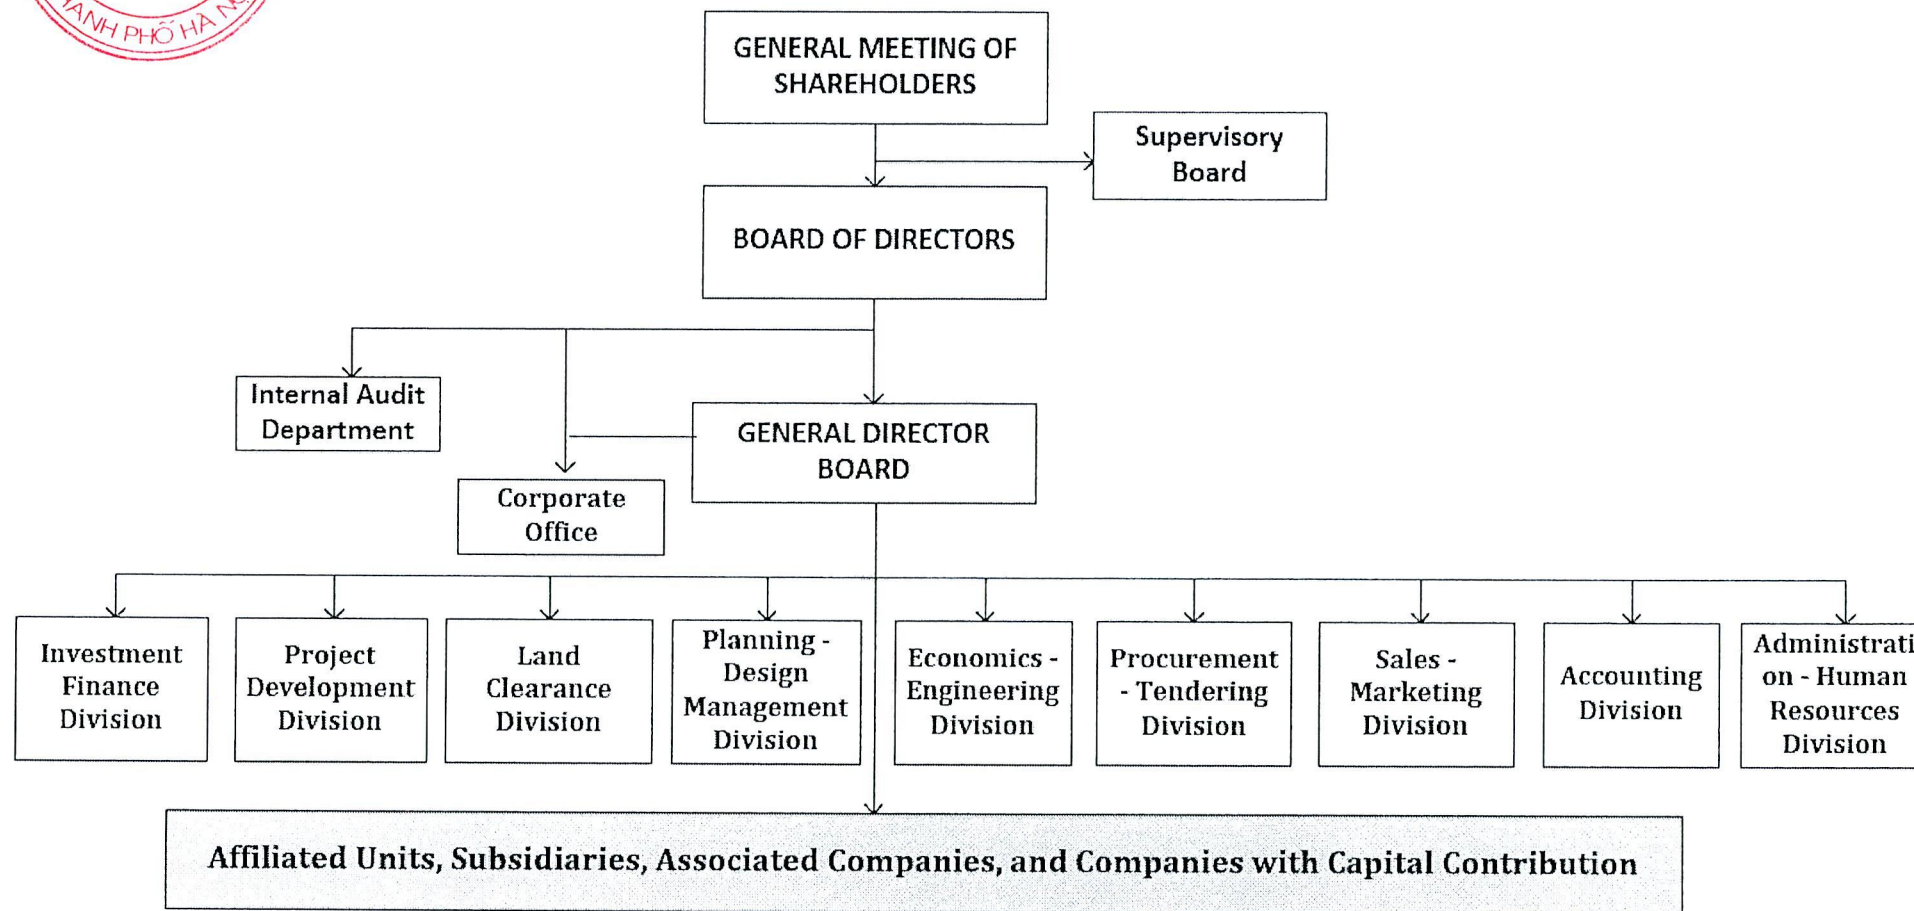 THÀNH PHỐ HÀ NỘI
GENERAL MEETING OF
SHAREHOLDERS
Supervisory
Board
BOARD OF DIRECTORS
Internal Audit
Department
GENERAL DIRECTOR
BOARD
Corporate
Office
Investment
Finance
Division
Project
Development
Division
Land
Clearance
Division
Planning -
Design
Management
Division
Economics -
Engineering
Division
Procurement
- Tendering
Division
Sales -
Marketing
Division
Accounting
Division
Administrati
on - Human
Resources
Division
Affiliated Units, Subsidiaries, Associated Companies, and Companies with Capital Contribution